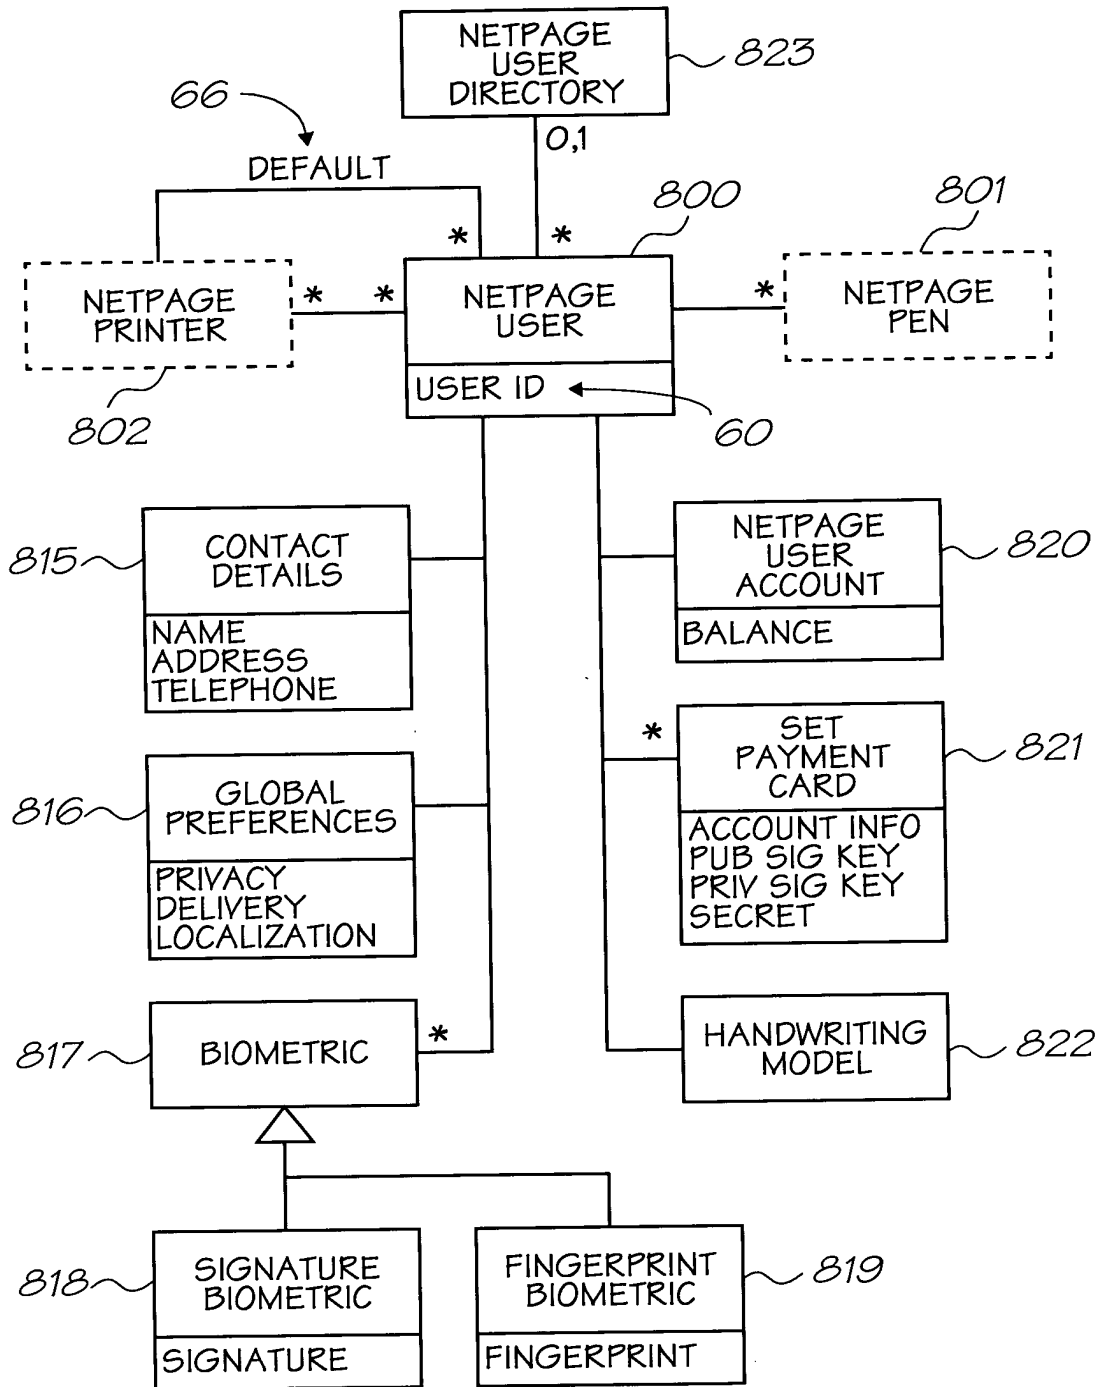 NETPAGE
USER
DIRECTORY
823
66
0,1
DEFAULT
800
801
*
*
NETPAGE
PRINTER
*
*
NETPAGE
USER
*
NETPAGE
PEN
USER ID
802
60
815
CONTACT
DETAILS
NAME
ADDRESS
TELEPHONE
NETPAGE
USER
ACCOUNT
820
BALANCE
816
GLOBAL
PREFERENCES
PRIVACY
DELIVERY
LOCALIZATION
*
SET
PAYMENT
CARD
821
ACCOUNT INFO
PUB SIG KEY
PRIV SIG KEY
SECRET
817
BIOMETRIC
*
HANDWRITING
MODEL
822
818
SIGNATURE
BIOMETRIC
SIGNATURE
FINGERPRINT
BIOMETRIC
819
FINGERPRINT